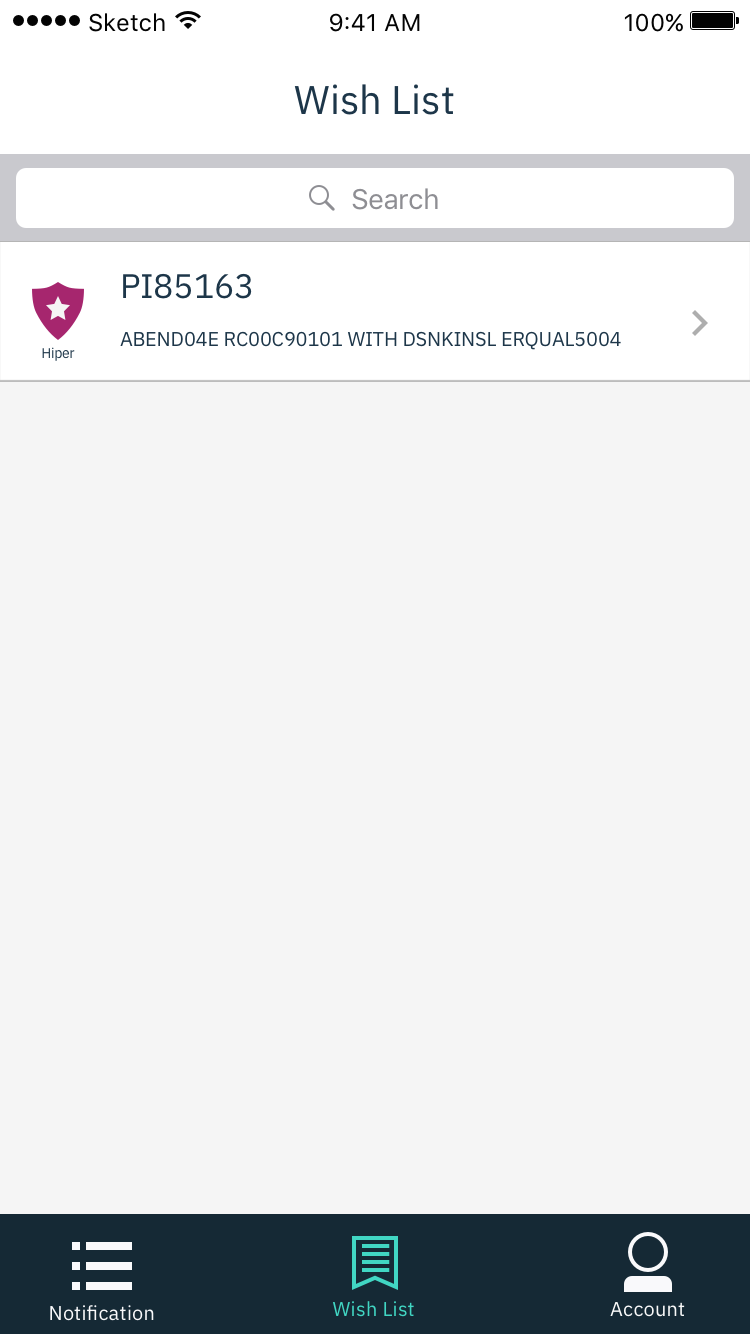 Sketch 9:41 AM 100%
Wish List
Search
PI85163
ABEND04E RC00C90101 WITH DSNKINSL ERQUAL5004
Hiper
Notification Wish List Account